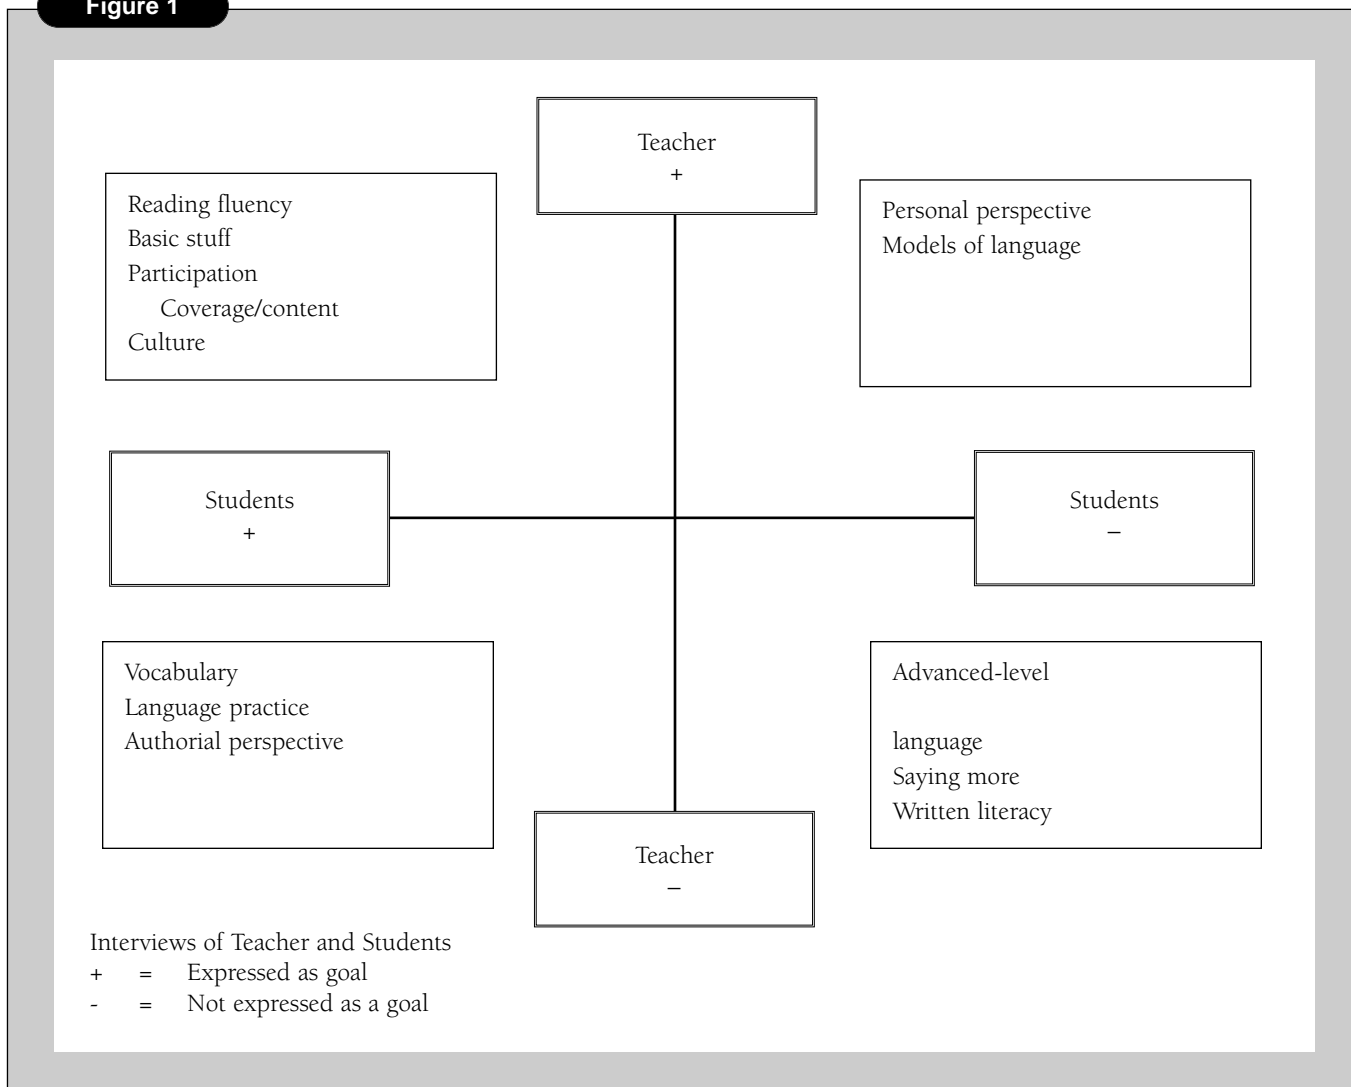 Figure 1
Teacher
+
Reading fluency
Basic stuff
Participation
Coverage/content
Culture
Personal perspective
Models of language
Students
+
Students
–
Vocabulary
Language practice
Authorial perspective
Advanced-level
language
Saying more
Written literacy
Teacher
–
Interviews of Teacher and Students
+ = Expressed as goal
- = Not expressed as a goal